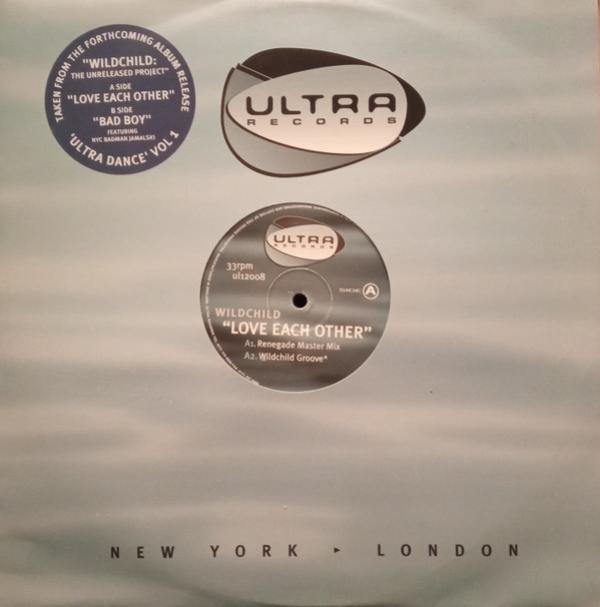 TAKEN FROM THE FORTHCOMING ALBUM RELEASE
"WILDCHILD:
THE UNRELEASED PROJECT"
A SIDE
"LOVE EACH OTHER"
B SIDE
"BAD BOY"
FEATURING
NYC BADMAN JAMALSKI
'ULTRA DANCE' VOL 1
ULTRA
RECORDS
ULTRA
RECORDS
33rpm
ul12008
A
WILDCHILD
"LOVE EACH OTHER"
A1. Renegade Master Mix
A2. Wildchild Groove*
NEW YORK ▸ LONDON